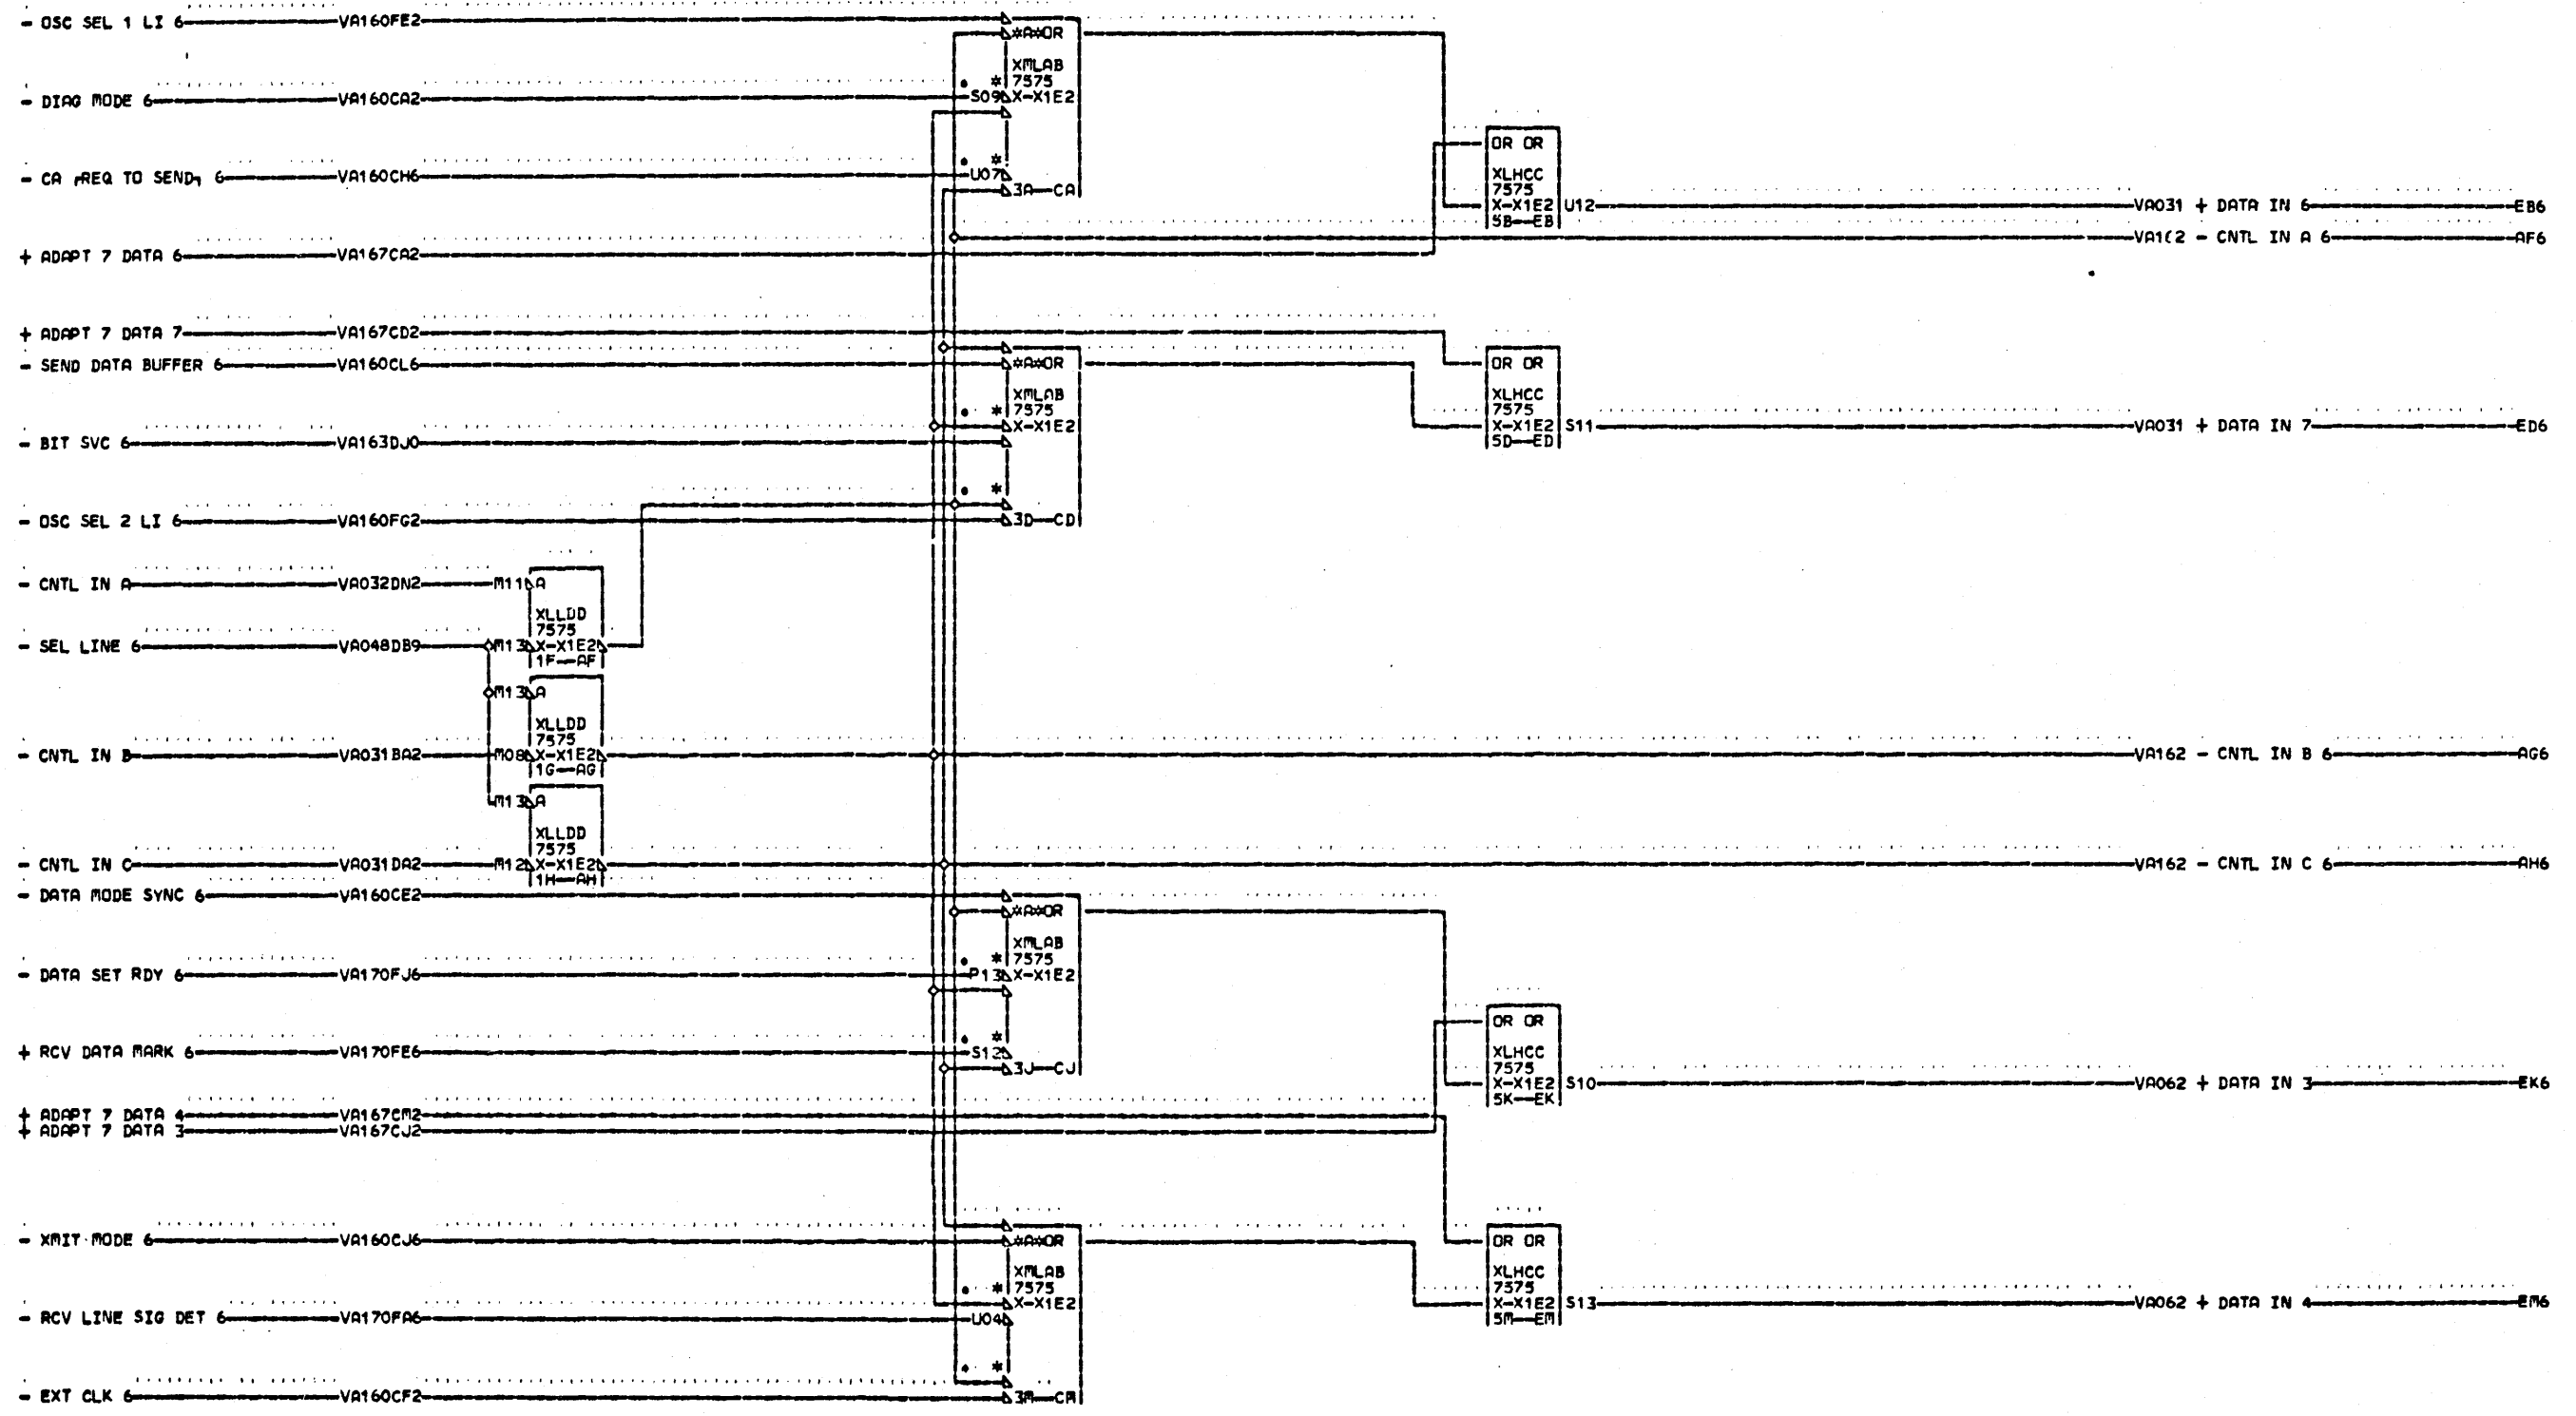 - OSC SEL 1 LI 6 VA160FE2
*A*OR
XMLAB
* 7575
- DIAG MODE 6 VA160CA2 S09 X-X1E2
OR OR
*
- CA ┌REQ TO SEND┐ 6 VA160CH6 U07 XLHCC
3A CA 7575
X-X1E2 U12 VA031 + DATA IN 6 EB6
5B EB
- CNTL IN A 6 AF6
+ ADAPT 7 DATA 6 VA167CA2
+ ADAPT 7 DATA 7 VA167CD2
- SEND DATA BUFFER 6 VA160CL6 *A*OR OR OR
XMLAB XLHCC
* 7575 7575
X-X1E2 X-X1E2 S11 VA031 + DATA IN 7 ED6
- BIT SVC 6 VA163DJ0 5D ED
*
- OSC SEL 2 LI 6 VA160FG2 3D CD
- CNTL IN A VA032DN2 M11 A
XLLDD
7575
- SEL LINE 6 VA048DB9 M13 X-X1E2
1F AF
M13 A
XLLDD
7575
- CNTL IN B VA031BA2 M08 X-X1E2 VA162 - CNTL IN B 6 AG6
1G AG
M13 A
XLLDD
7575
- CNTL IN C VA031DA2 M12 X-X1E2 VA162 - CNTL IN C 6 AH6
1H AH
- DATA MODE SYNC 6 VA160CE2
*A*OR
XMLAB
* 7575
- DATA SET RDY 6 VA170FJ6 P13 X-X1E2
OR OR
*
+ RCV DATA MARK 6 VA170FE6 S12 XLHCC
3J CJ 7575
X-X1E2 S10 VA062 + DATA IN 3 EK6
5K EK
+ ADAPT 7 DATA 4 VA167CM2
+ ADAPT 7 DATA 3 VA167CJ2
- XMIT MODE 6 VA160CJ6 *A*OR OR OR
XMLAB XLHCC
* 7575 7575
X-X1E2 X-X1E2 S13 VA062 + DATA IN 4 EM6
- RCV LINE SIG DET 6 VA170FA6 U04 5M EM
*
- EXT CLK 6 VA160CF2 3M CM